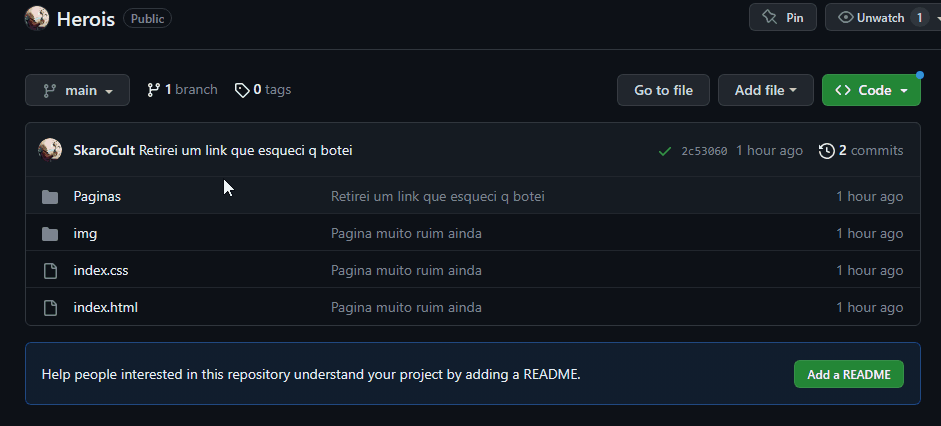 Herois Public Pin Unwatch 1
main 1 branch 0 tags Go to file Add file Code
SkaroCult Retirei um link que esqueci q botei 2c53060 1 hour ago 2 commits
Paginas Retirei um link que esqueci q botei 1 hour ago
img Pagina muito ruim ainda 1 hour ago
index.css Pagina muito ruim ainda 1 hour ago
index.html Pagina muito ruim ainda 1 hour ago
Help people interested in this repository understand your project by adding a README. Add a README